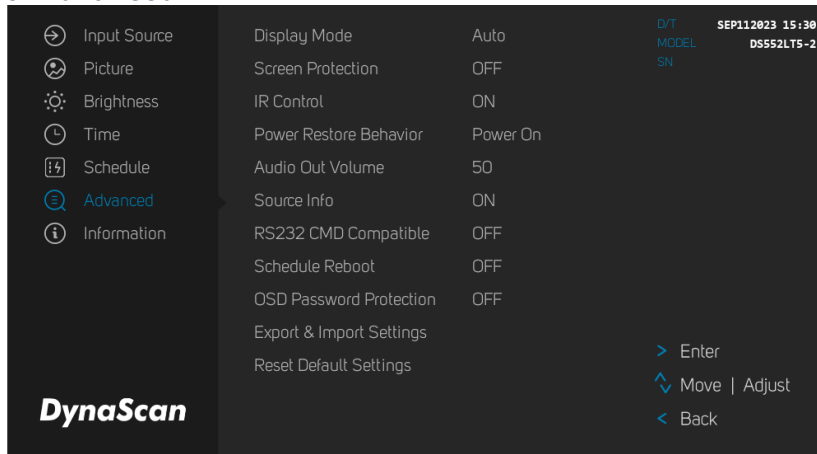 Input Source
Picture
Brightness
Time
Schedule
Advanced
Information
DynaScan
Display Mode Auto
Screen Protection OFF
IR Control ON
Power Restore Behavior Power On
Audio Out Volume 50
Source Info ON
RS232 CMD Compatible OFF
Schedule Reboot OFF
OSD Password Protection OFF
Export & Import Settings
Reset Default Settings
D/T SEP112023 15:30
MODEL DS552LT5-2
SN
> Enter
Move | Adjust
< Back